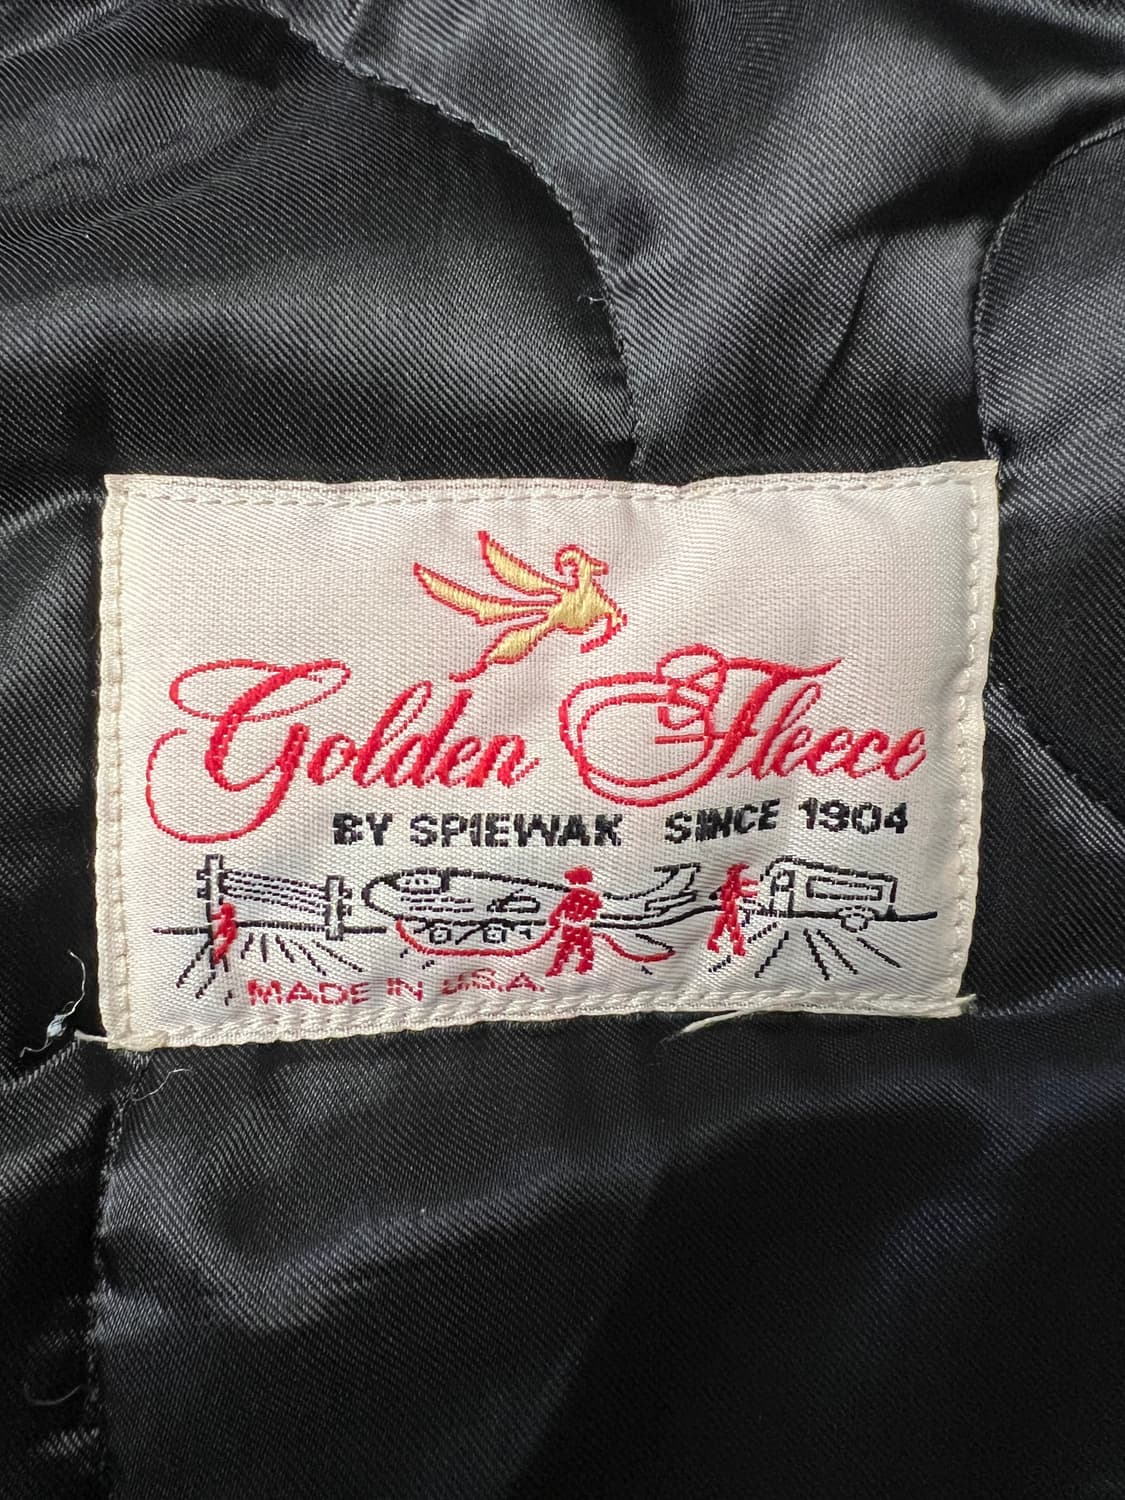 Golden Fleece
BY SPIEWAK SINCE 1904
MADE IN U.S.A.